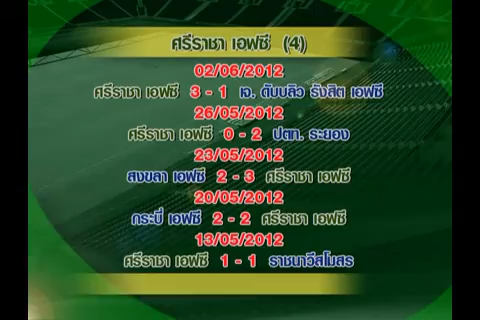 ศรีราชา เอฟซี (4)
02/06/2012
ศรีราชา เอฟซี 3 - 1 เจ. ดับบลิว รังสิต เอฟซี
26/05/2012
ศรีราชา เอฟซี 0 - 2 ปตท. ระยอง
23/05/2012
สงขลา เอฟซี 2 - 3 ศรีราชา เอฟซี
20/05/2012
กระบี่ เอฟซี 2 - 2 ศรีราชา เอฟซี
13/05/2012
ศรีราชา เอฟซี 1 - 1 ราชนาวีสโมสร